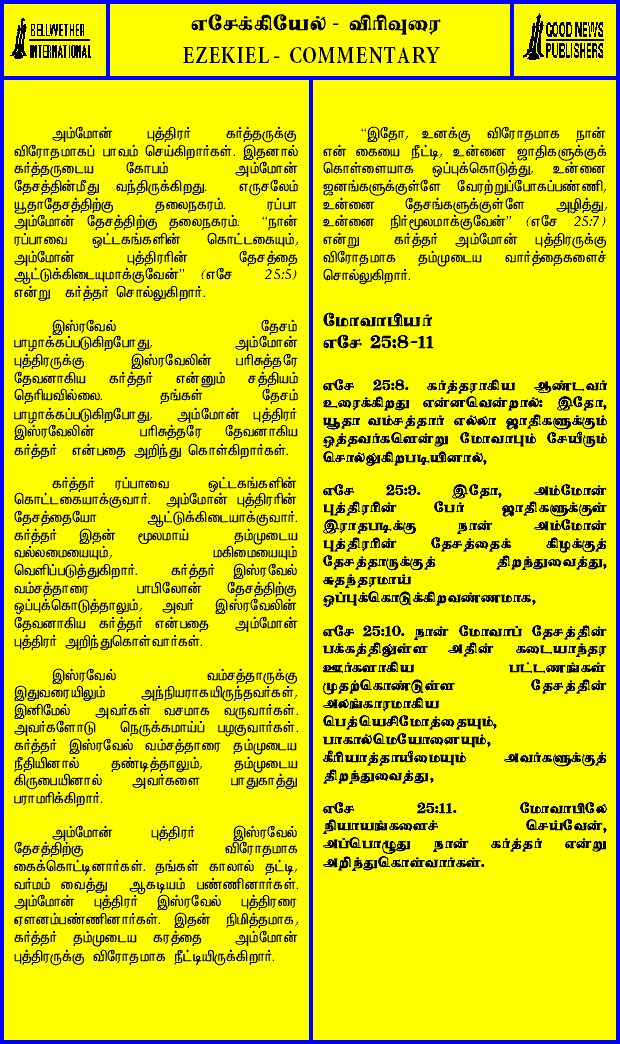 BELLWETHER
INTERNATIONAL
எசேக்கியேல் - விரிவுரை
EZEKIEL - COMMENTARY
GOOD NEWS
PUBLISHERS
அம்மோன் புத்திரர் கர்த்தருக்கு
விரோதமாகப் பாவம் செய்கிறார்கள். இதனால்
கர்த்தருடைய கோபம் அம்மோன்
தேசத்தின்மீது வந்திருக்கிறது. எருசலேம்
யூதாதேசத்திற்கு தலைநகரம். ரப்பா
அம்மோன் தேசத்திற்கு தலைநகரம். “நான்
ரப்பாவை ஒட்டகங்களின் கொட்டகையும்,
அம்மோன் புத்திரரின் தேசத்தை
ஆட்டுக்கிடையுமாக்குவேன்” (எசே 25:5)
என்று கர்த்தர் சொல்லுகிறார்.
இஸ்ரவேல் தேசம்
பாழாக்கப்படுகிறபோது, அம்மோன்
புத்திரருக்கு இஸ்ரவேலின் பரிசுத்தரே
தேவனாகிய கர்த்தர் என்னும் சத்தியம்
தெரியவில்லை. தங்கள் தேசம்
பாழாக்கப்படுகிறபோது, அம்மோன் புத்திரர்
இஸ்ரவேலின் பரிசுத்தரே தேவனாகிய
கர்த்தர் என்பதை அறிந்து கொள்வார்கள்.
கர்த்தர் ரப்பாவை ஒட்டகங்களின்
கொட்டகையாக்குவார். அம்மோன் புத்திரரின்
தேசத்தையோ ஆட்டுக்கிடையாக்குவார்.
கர்த்தர் இதன் மூலமாய் தம்முடைய
வல்லமையையும், மகிமையையும்
வெளிப்படுத்துகிறார். கர்த்தர் இஸ்ரவேல்
வம்சத்தாரை பாபிலோன் தேசத்திற்கு
ஒப்புக்கொடுத்தாலும், அவர் இஸ்ரவேலின்
தேவனாகிய கர்த்தர் என்பதை அம்மோன்
புத்திரர் அறிந்துகொள்வார்கள்.
இஸ்ரவேல் வம்சத்தாருக்கு
இதுவரையிலும் அந்நியராகயிருந்தவர்கள்,
இனிமேல் அவர்கள் வசமாக வருவார்கள்.
அவர்களோடு நெருக்கமாய்ப் பழகுவார்கள்.
கர்த்தர் இஸ்ரவேல் வம்சத்தாரை தம்முடைய
நீதியினால் தண்டித்தாலும், தம்முடைய
கிருபையினால் அவர்களை பாதுகாத்து
பராமரிக்கிறார்.
அம்மோன் புத்திரர் இஸ்ரவேல்
தேசத்திற்கு விரோதமாக
கைக்கொட்டினார்கள். தங்கள் காலால் தட்டி,
வர்மம் வைத்து ஆகடியம் பண்ணினார்கள்.
அம்மோன் புத்திரர் இஸ்ரவேல் புத்திரரை
ஏளனம்பண்ணினார்கள். இதன் நிமித்தமாக,
கர்த்தர் தம்முடைய கரத்தை அம்மோன்
புத்திரருக்கு விரோதமாக நீட்டியிருக்கிறார்.
“இதோ, உனக்கு விரோதமாக நான்
என் கையை நீட்டி, உன்னை ஜாதிகளுக்குக்
கொள்ளையாக ஒப்புக்கொடுத்து, உன்னை
ஜனங்களுக்குள்ளே வேரற்றுப்போகப்பண்ணி,
உன்னை தேசங்களுக்குள்ளே அழித்து,
உன்னை நிர்மூலமாக்குவேன்” (எசே 25:7)
என்று கர்த்தர் அம்மோன் புத்திரருக்கு
விரோதமாக தம்முடைய வார்த்தைகளைச்
சொல்லுகிறார்.
மோவாபியர்
எசே 25:8-11
எசே 25:8. கர்த்தராகிய ஆண்டவர்
உரைக்கிறது என்னவென்றால்: இதோ,
யூதா வம்சத்தார் எல்லா ஜாதிகளுக்கும்
ஒத்தவர்களென்று மோவாபும் சேயீரும்
சொல்லுகிறபடியினால்,
எசே 25:9. இதோ, அம்மோன்
புத்திரரின் பேர் ஜாதிகளுக்குள்
இராதபடிக்கு நான் அம்மோன்
புத்திரரின் தேசத்தைக் கிழக்குத்
தேசத்தாருக்குத் திறந்துவைத்து,
சுதந்தரமாய்
ஒப்புக்கொடுக்கிறவண்ணமாக,
எசே 25:10. நான் மோவாப் தேசத்தின்
பக்கத்திலுள்ள அதின் கடையாந்தர
ஊர்களாகிய பட்டணங்கள்
முதற்கொண்டுள்ள தேசத்தின்
அலங்காரமாகிய
பெத்யெசிமோத்தையும்,
பாகால்மெயோனையும்,
கீரியாத்தாயீமையும் அவர்களுக்குத்
திறந்துவைத்து,
எசே 25:11. மோவாபிலே
நியாயங்களைச் செய்வேன்,
அப்பொழுது நான் கர்த்தர் என்று
அறிந்துகொள்வார்கள்.